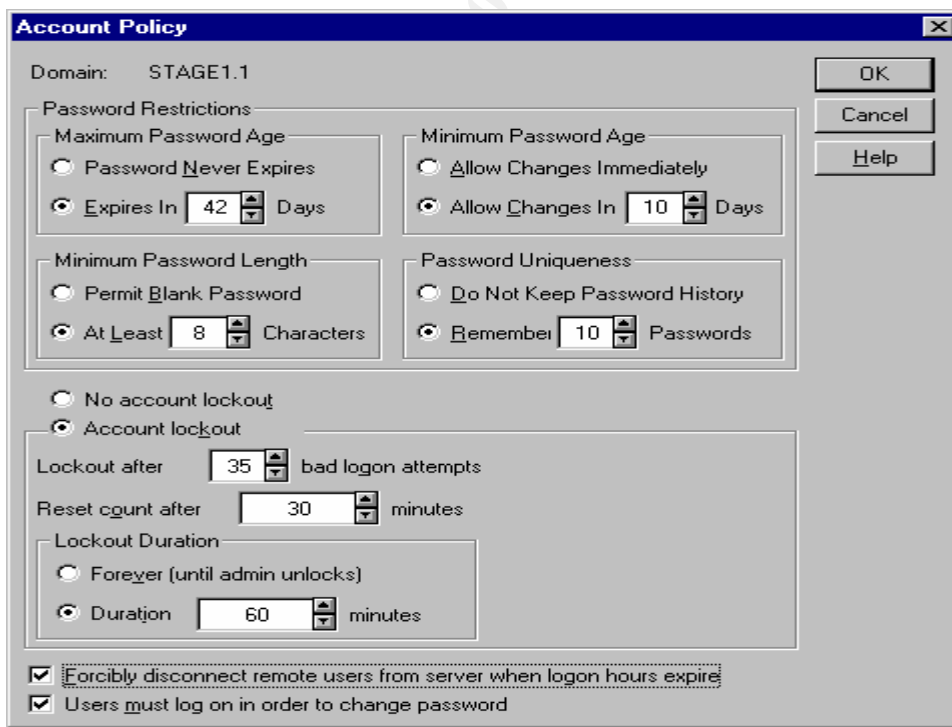 Account Policy
Domain: STAGE1.1
OK
Cancel
Help
Password Restrictions
Maximum Password Age
Password Never Expires
Expires In 42 Days
Minimum Password Age
Allow Changes Immediately
Allow Changes In 10 Days
Minimum Password Length
Permit Blank Password
At Least 8 Characters
Password Uniqueness
Do Not Keep Password History
Remember 10 Passwords
No account lockout
Account lockout
Lockout after 35 bad logon attempts
Reset count after 30 minutes
Lockout Duration
Forever (until admin unlocks)
Duration 60 minutes
Forcibly disconnect remote users from server when logon hours expire
Users must log on in order to change password